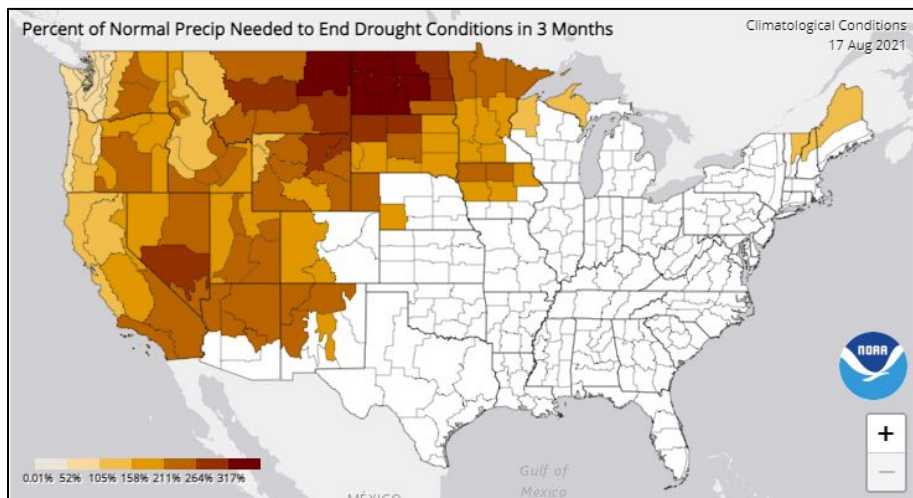 Percent of Normal Precip Needed to End Drought Conditions in 3 Months
Climatological Conditions
17 Aug 2021
NOAA
+
−
0.01% 52% 105% 158% 211% 264% 317%
Gulf of
Mexico
MÉXICO